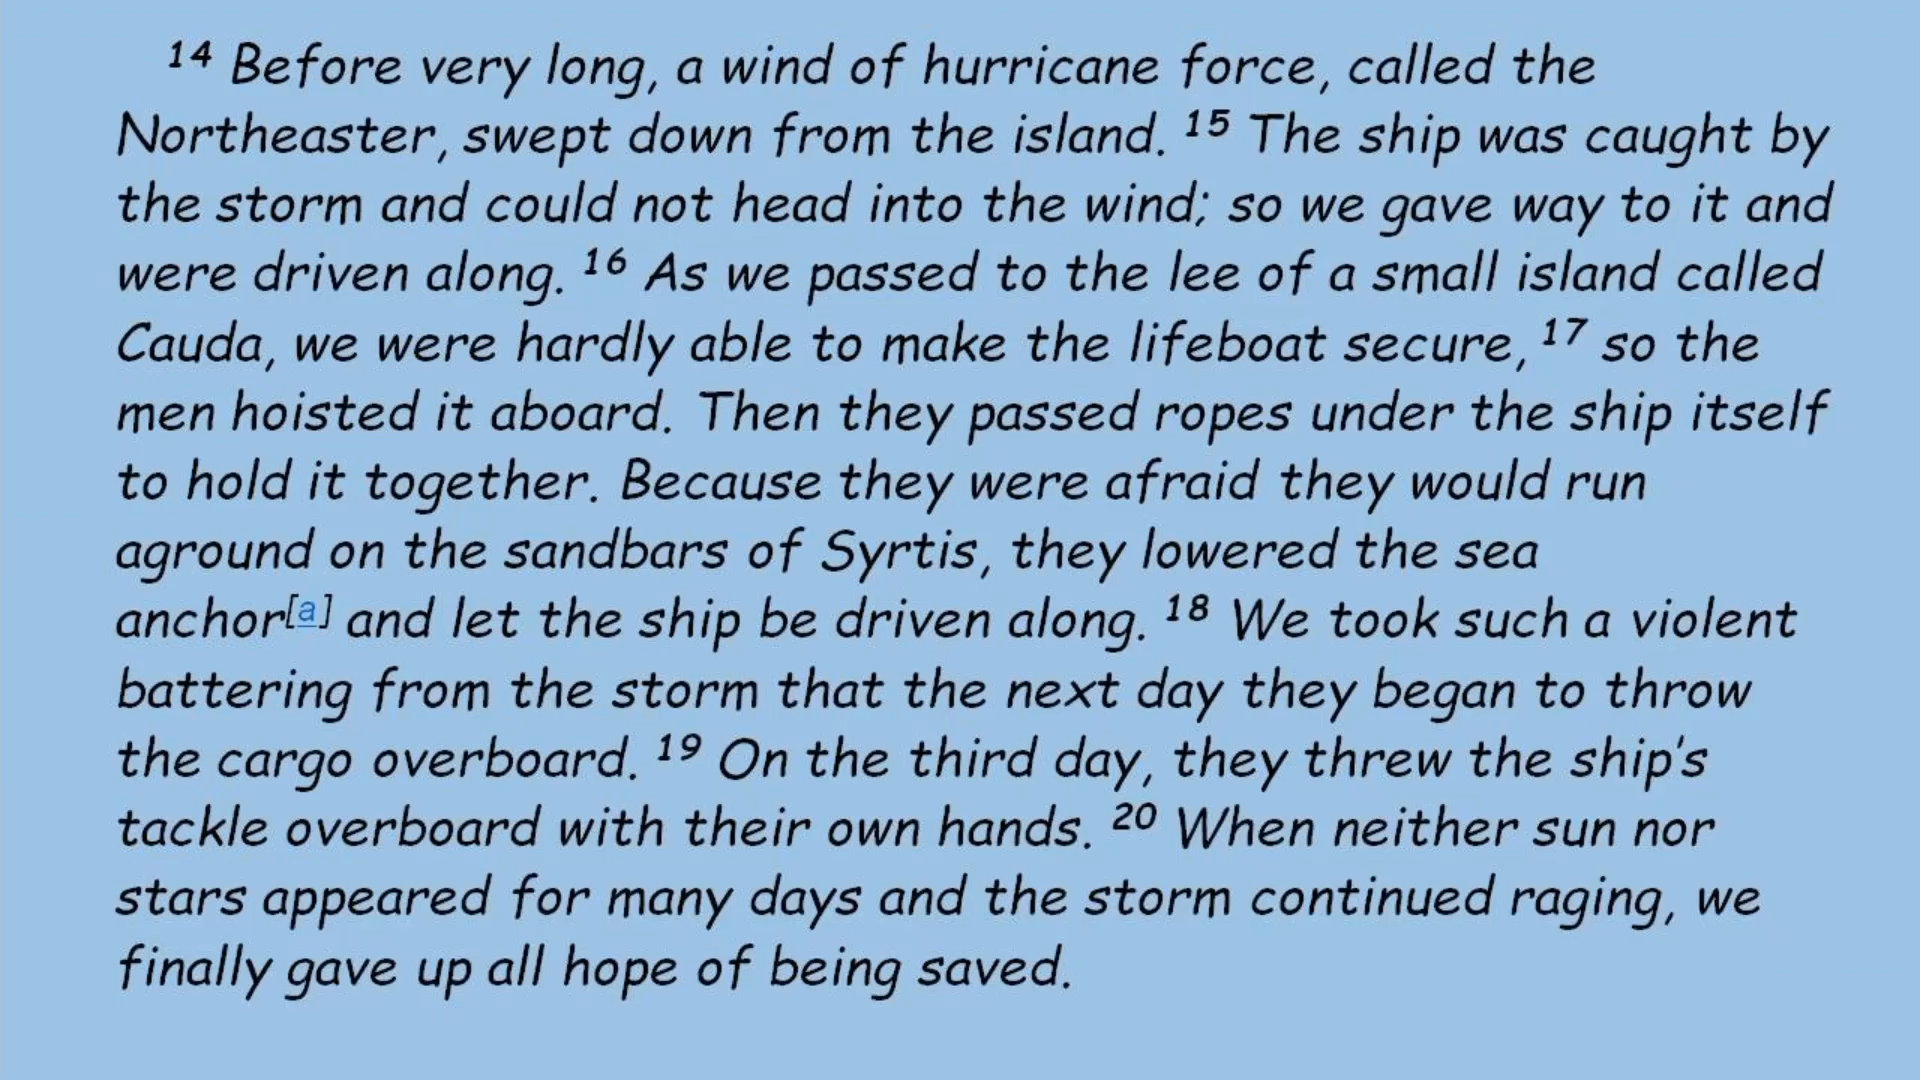 14 Before very long, a wind of hurricane force, called the
Northeaster, swept down from the island. 15 The ship was caught by
the storm and could not head into the wind; so we gave way to it and
were driven along. 16 As we passed to the lee of a small island called
Cauda, we were hardly able to make the lifeboat secure, 17 so the
men hoisted it aboard. Then they passed ropes under the ship itself
to hold it together. Because they were afraid they would run
aground on the sandbars of Syrtis, they lowered the sea
anchor[a] and let the ship be driven along. 18 We took such a violent
battering from the storm that the next day they began to throw
the cargo overboard. 19 On the third day, they threw the ship's
tackle overboard with their own hands. 20 When neither sun nor
stars appeared for many days and the storm continued raging, we
finally gave up all hope of being saved.